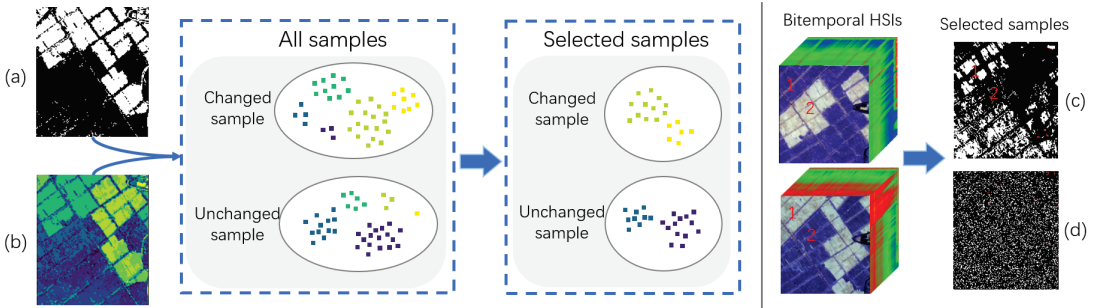 (a)
(b)
All samples
Changed
sample
Unchanged
sample
Selected samples
Changed
sample
Unchanged
sample
Bitemporal HSIs
1
2
1
2
Selected samples
1
2
(c)
(d)